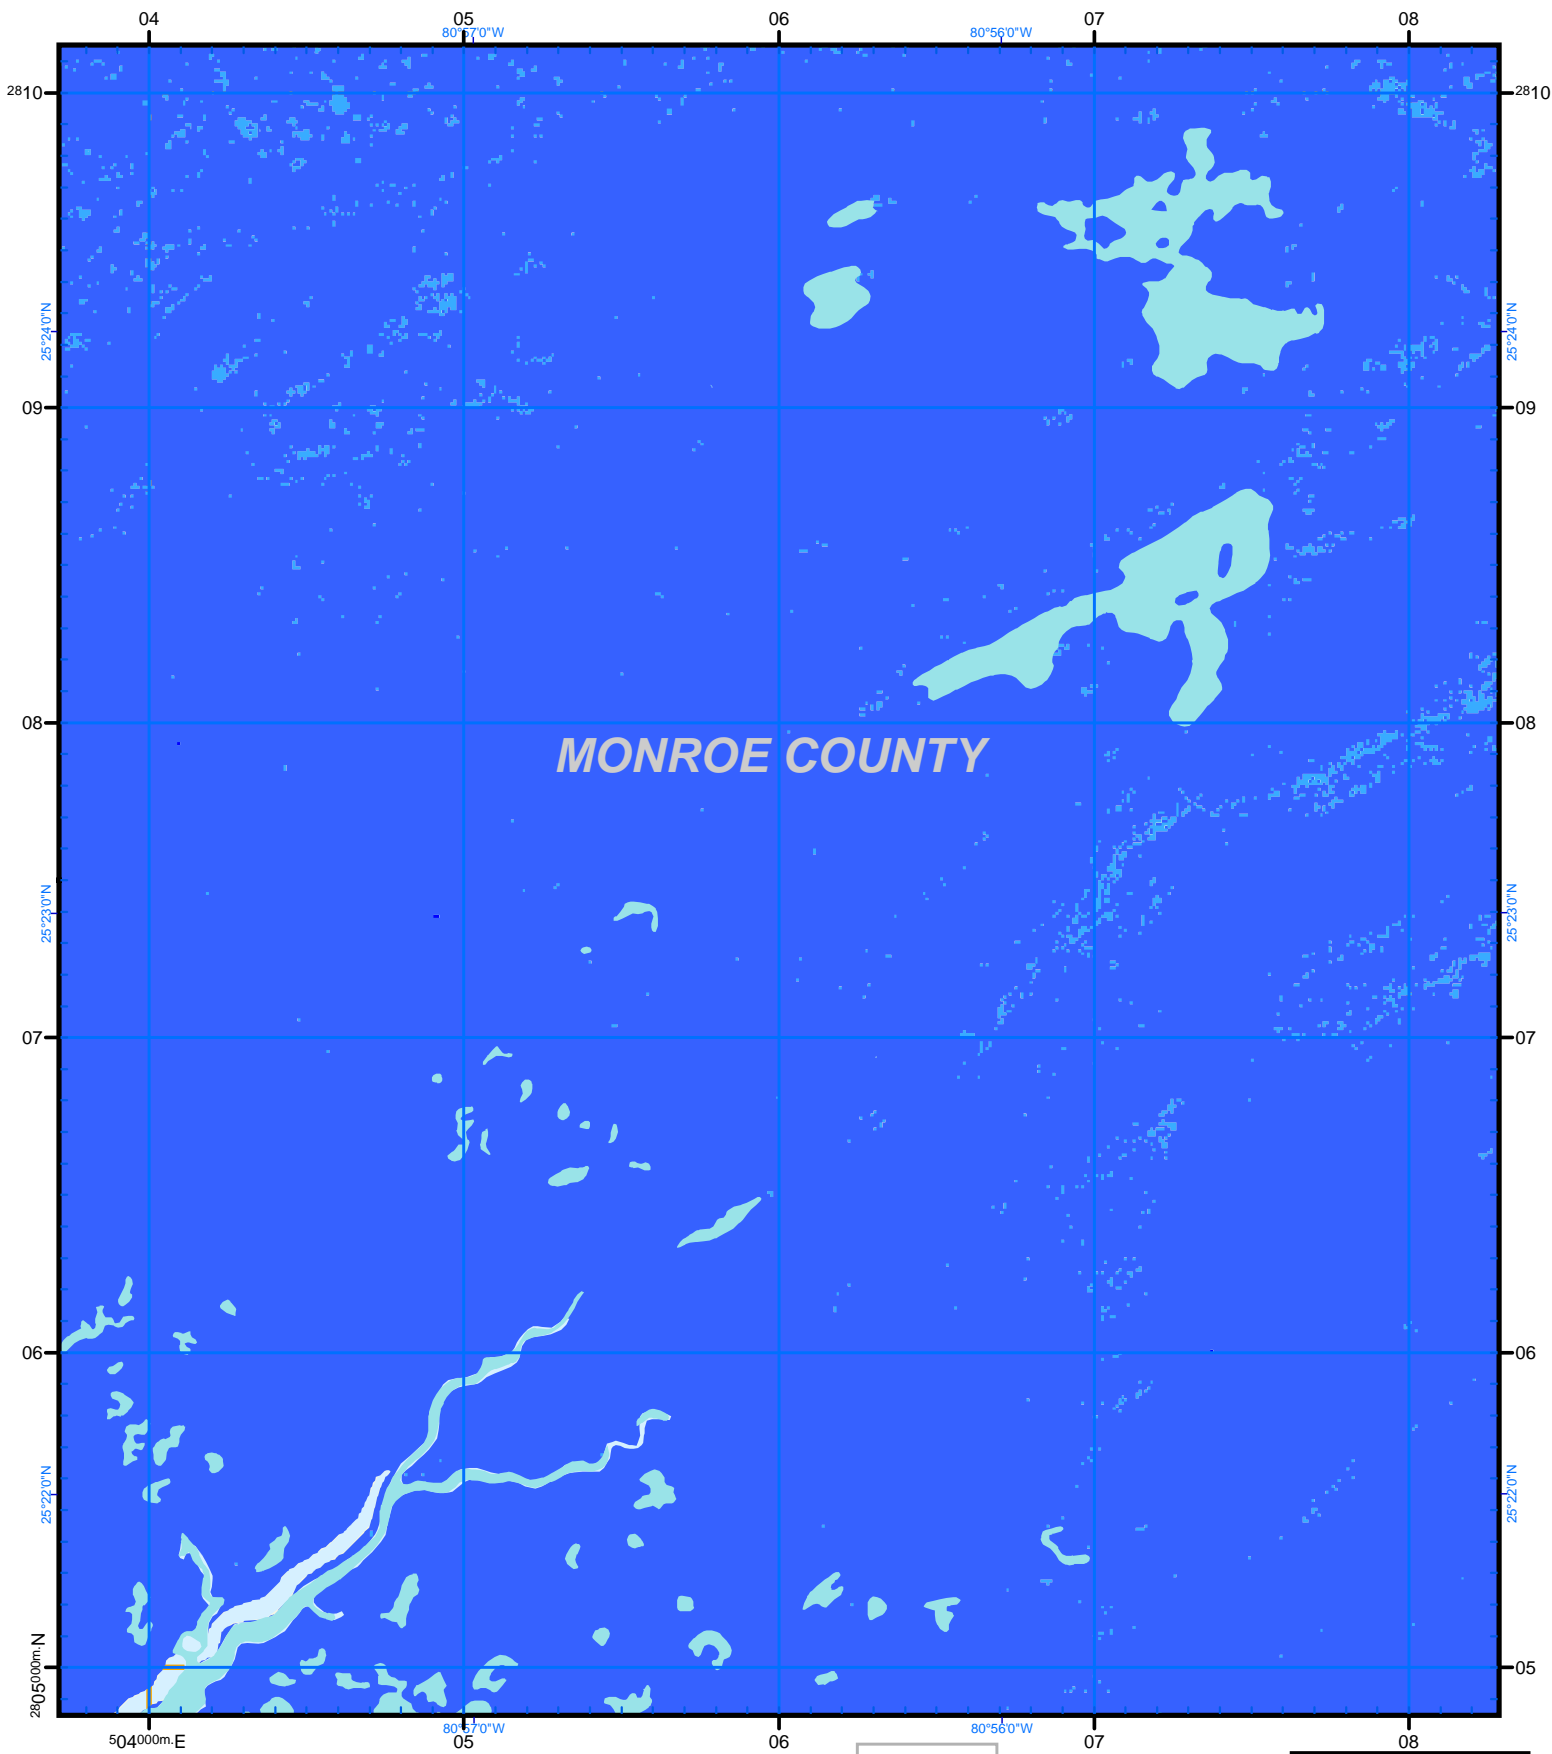 04 05 06 07 08
80°57'0"W 80°56'0"W
2810 2810
25°24'0"N 25°24'0"N
09 09
08 08
MONROE COUNTY
25°23'0"N 25°23'0"N
07 07
06 06
25°22'0"N 25°22'0"N
2805000m.N 05
80°57'0"W 80°56'0"W
504000m.E 05 06 07 08